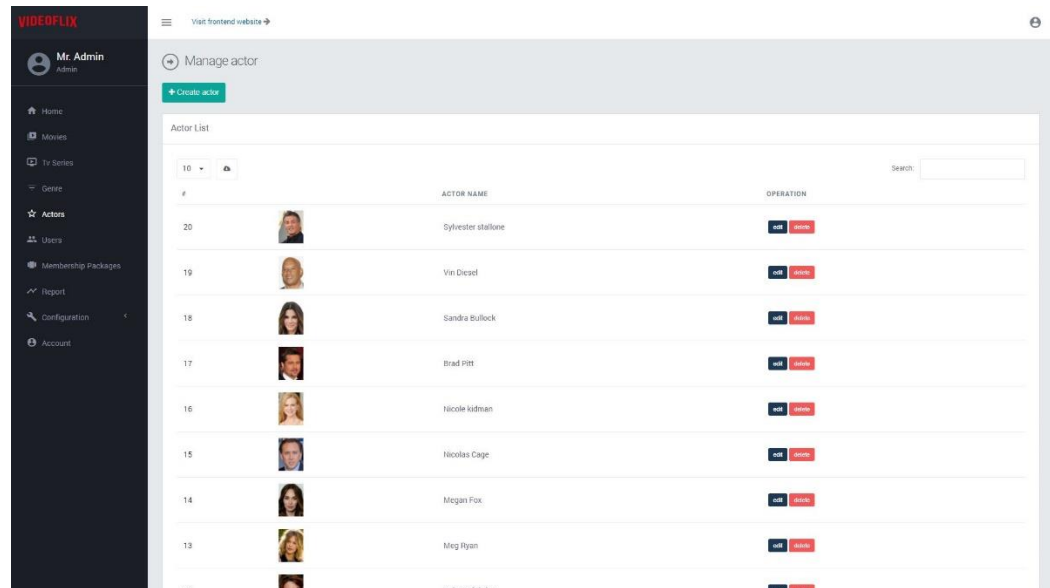 VIDEOFLIX
Visit frontend website
Mr. Admin
Admin
Home
Movies
Tv Series
Genre
Actors
Users
Membership Packages
Report
Configuration
Account
Manage actor
+ Create actor
Actor List
10
Search:
# ACTOR NAME OPERATION
20 Sylvester stallone edit delete
19 Vin Diesel edit delete
18 Sandra Bullock edit delete
17 Brad Pitt edit delete
16 Nicole kidman edit delete
15 Nicolas Cage edit delete
14 Megan Fox edit delete
13 Meg Ryan edit delete